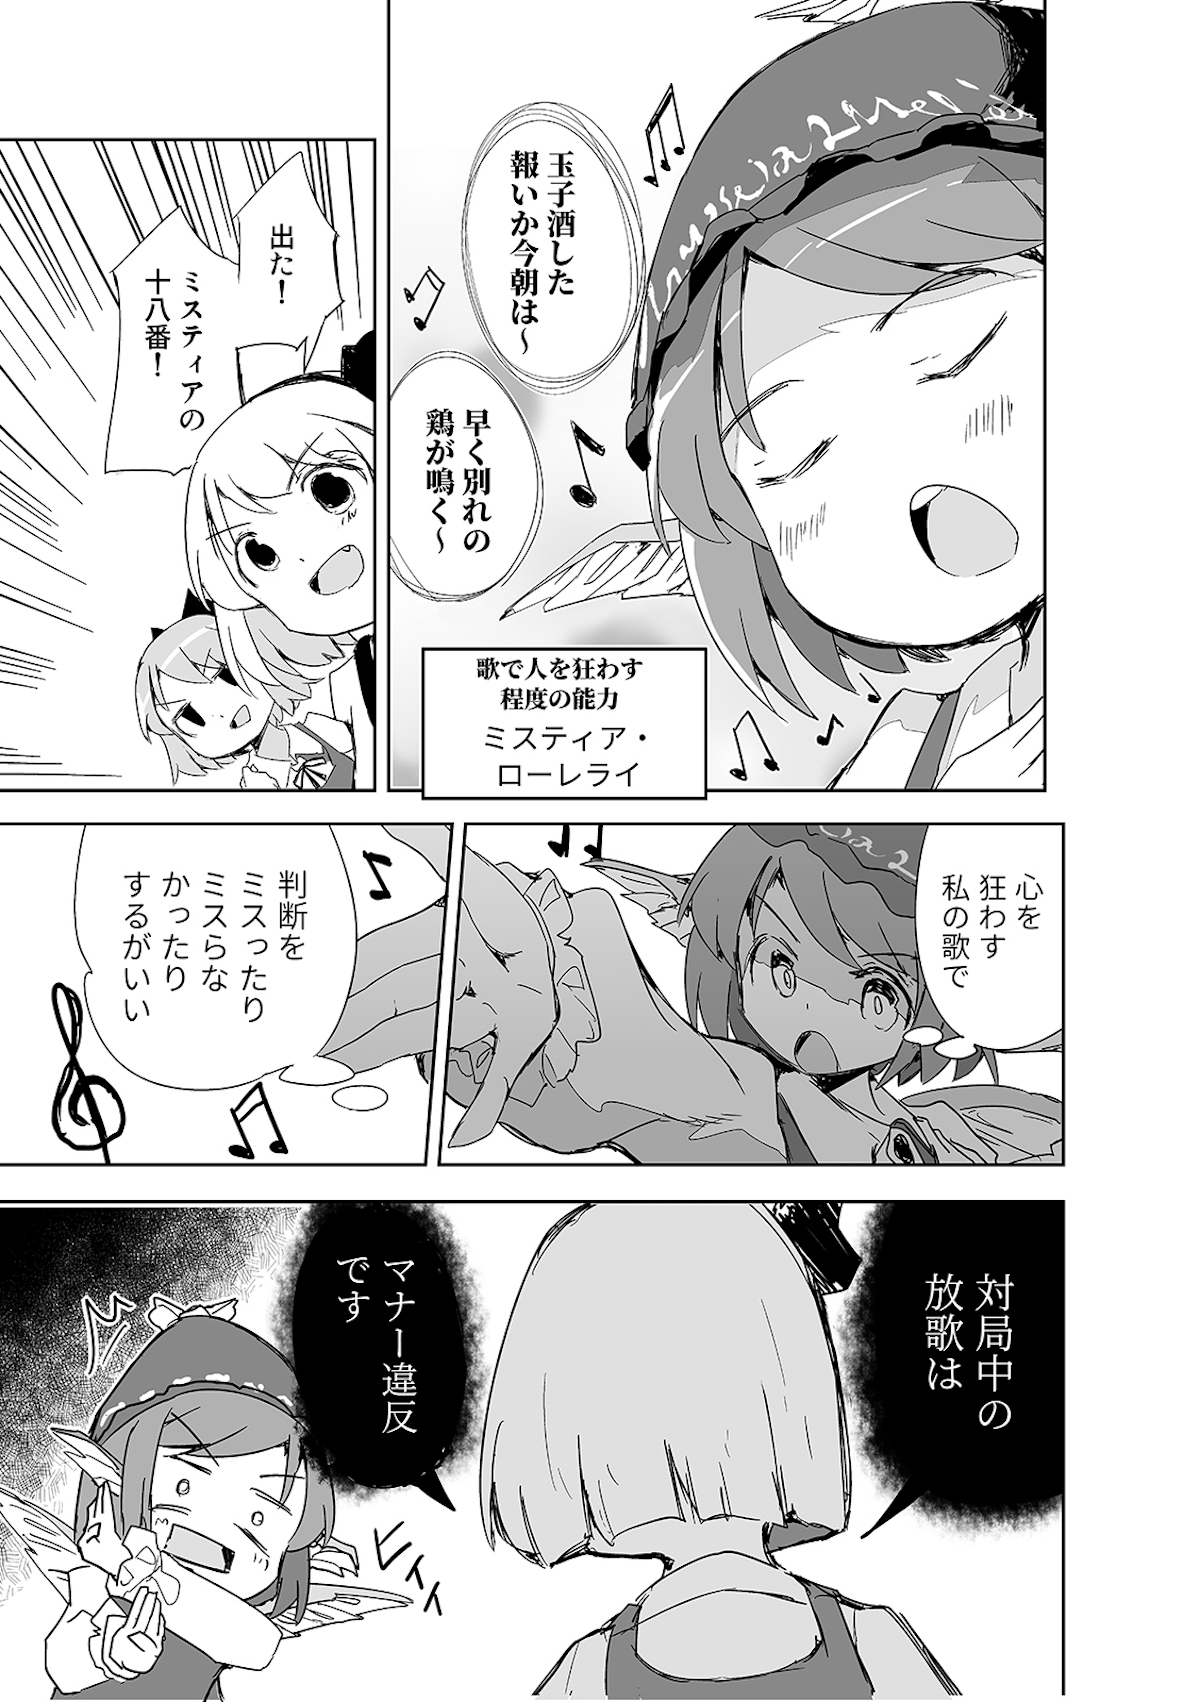 玉子酒した
報いか今朝は～
早く別れの
鶏が鳴く～
歌で人を狂わす
程度の能力
ミスティア・
ローレライ
出た！
ミスティアの
十八番！
心を
狂わす
私の歌で
判断を
ミスったり
ミスらな
かったり
するがいい
対局中の
放歌は
マナー違反
です
ヒイィ